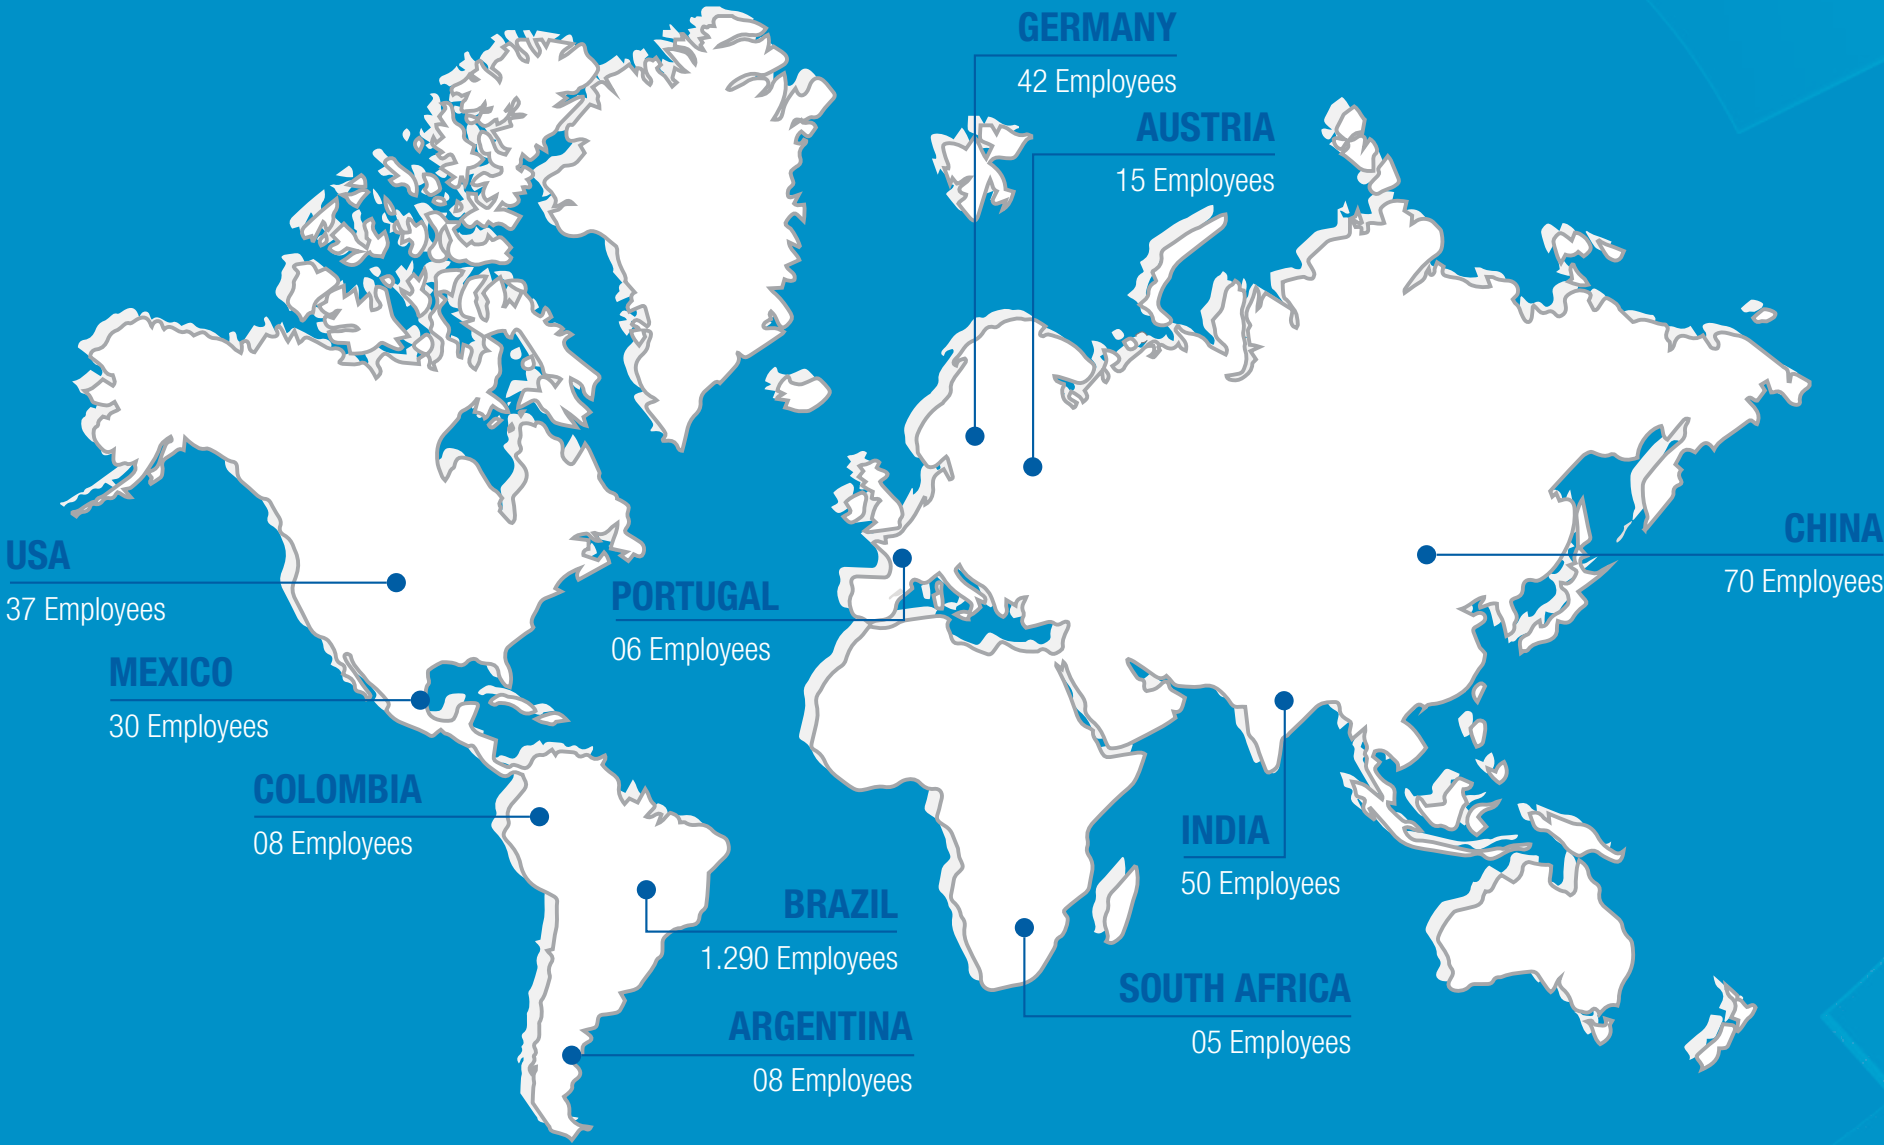 GERMANY
42 Employees
AUSTRIA
15 Employees
CHINA
70 Employees
USA
37 Employees
PORTUGAL
06 Employees
MEXICO
30 Employees
COLOMBIA
08 Employees
INDIA
50 Employees
BRAZIL
1.290 Employees
SOUTH AFRICA
05 Employees
ARGENTINA
08 Employees